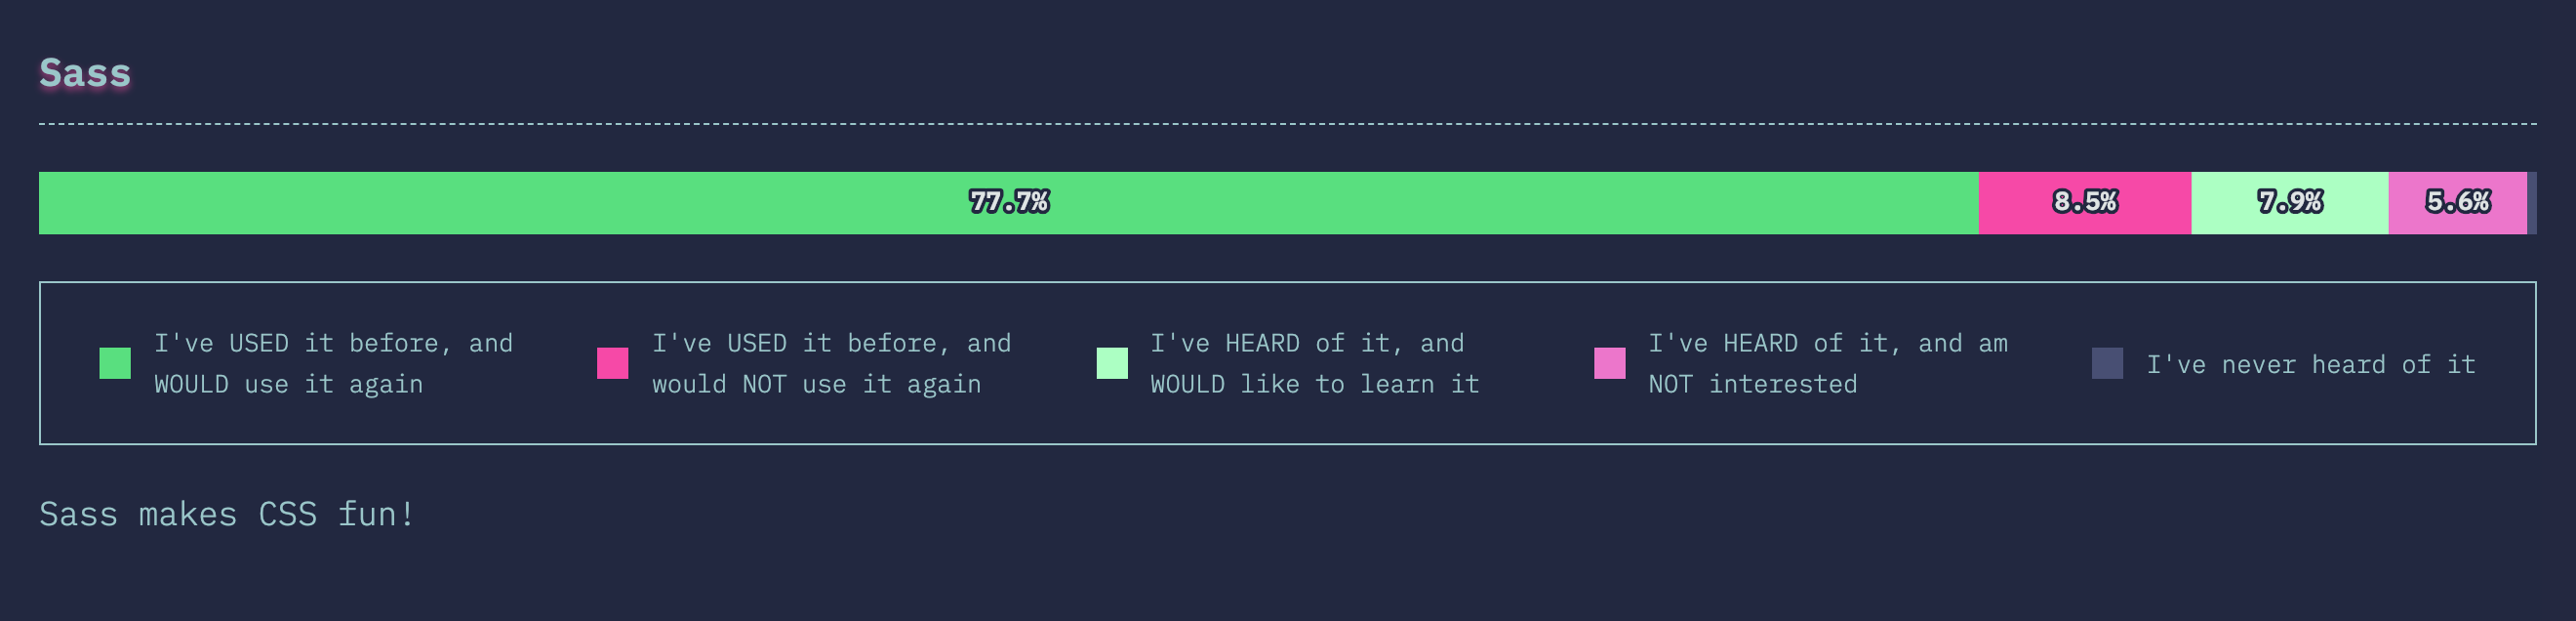 Sass
77.7% 8.5% 7.9% 5.6%
I've USED it before, and
WOULD use it again
I've USED it before, and
would NOT use it again
I've HEARD of it, and
WOULD like to learn it
I've HEARD of it, and am
NOT interested
I've never heard of it
Sass makes CSS fun!